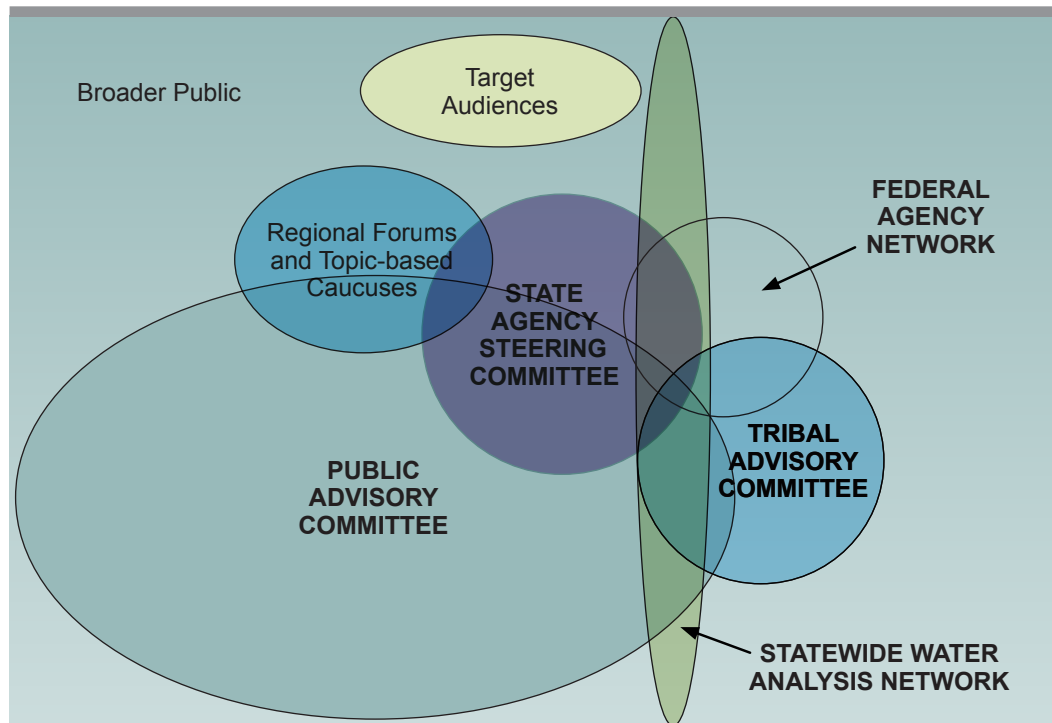 Broader Public
Target
Audiences
Regional Forums
and Topic-based
Caucuses
FEDERAL
AGENCY
NETWORK
STATE
AGENCY
STEERING
COMMITTEE
PUBLIC
ADVISORY
COMMITTEE
TRIBAL
ADVISORY
COMMITTEE
STATEWIDE WATER
ANALYSIS NETWORK